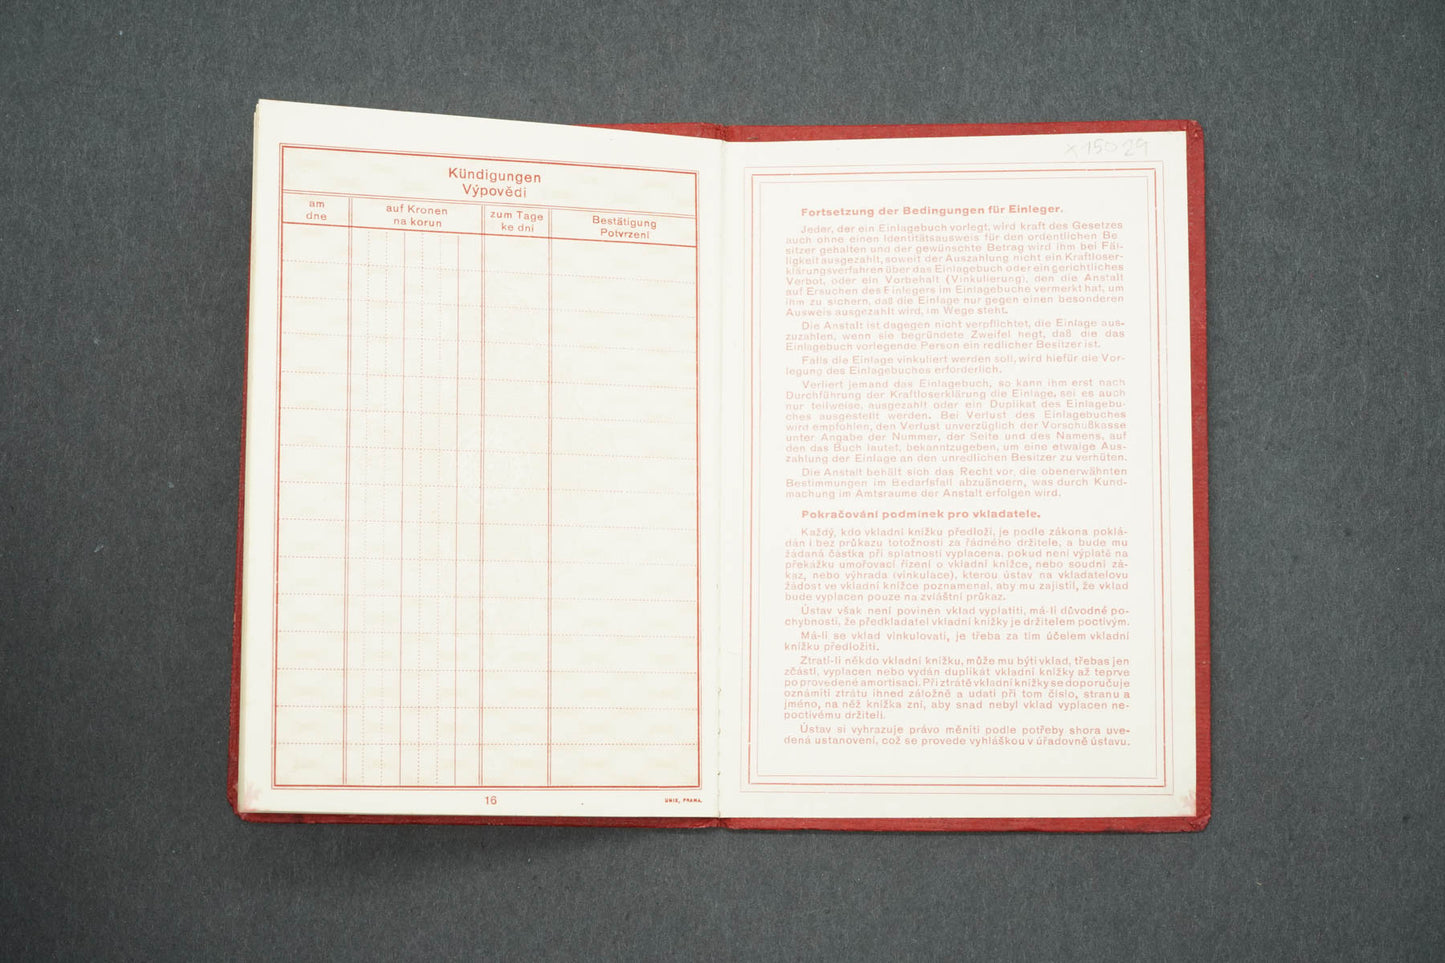 Kündigungen
Výpovědi
am
dne
auf Kronen
na korun
zum Tage
ke dni
Bestätigung
Potvrzení
16
UNIE, PRAHA.
x 150 29
Fortsetzung der Bedingungen für Einleger.
Jeder, der ein Einlagebuch vorlegt, wird kraft des Gesetzes
auch ohne einen Identitätsausweis für den ordentlichen Be-
sitzer gehalten und der gewünschte Betrag wird ihm bei Fäl-
ligkeit ausgezahlt, soweit der Auszahlung nicht ein Kraftloser-
klärungsverfahren über das Einlagebuch oder ein gerichtliches
Verbot, oder ein Vorbehalt (Vinkulierung), den die Anstalt
auf Ersuchen des Einlegers im Einlagebuche vermerkt hat, um
ihm zu sichern, daß die Einlage nur gegen einen besonderen
Ausweis ausgezahlt wird, im Wege steht.
Die Anstalt ist dagegen nicht verpflichtet, die Einlage aus-
zuzahlen, wenn sie begründete Zweifel hegt, daß die das
Einlagebuch vorlegende Person ein redlicher Besitzer ist.
Falls die Einlage vinkuliert werden soll, wird hiefür die Vor-
legung des Einlagebuches erforderlich.
Verliert jemand das Einlagebuch, so kann ihm erst nach
Durchführung der Kraftloserklärung die Einlage, sei es auch
nur teilweise, ausgezahlt oder ein Duplikat des Einlagebu-
ches ausgestellt werden. Bei Verlust des Einlagebuches
wird empfohlen, den Verlust unverzüglich der Vorschußkasse
unter Angabe der Nummer, der Seite und des Namens, auf
den das Buch lautet, bekanntzugeben, um eine etwaige Aus-
zahlung der Einlage an den unredlichen Besitzer zu verhüten.
Die Anstalt behält sich das Recht vor, die obenerwähnten
Bestimmungen im Bedarfsfall abzuändern, was durch Kund-
machung im Amtsraume der Anstalt erfolgen wird.
Pokračování podmínek pro vkladatele.
Každý, kdo vkladní knížku předloží, je podle zákona poklá-
dán i bez průkazu totožnosti za řádného držitele, a bude mu
žádaná částka při splatnosti vyplacena, pokud není výplatě na
překážku umořovací řízení o vkladní knížce, nebo soudní zá-
kaz, nebo výhrada (vinkulace), kterou ústav na vkladatelovu
žádost ve vkladní knížce poznamenal, aby mu zajistil, že vklad
bude vyplacen pouze na zvláštní průkaz.
Ústav však není povinen vklad vyplatiti, má-li důvodné po-
chybnosti, že předkladatel vkladní knížky je držitelem poctivým.
Má-li se vklad vinkulovati, je třeba za tím účelem vkladní
knížku předložiti.
Ztratí-li někdo vkladní knížku, může mu býti vklad, třebas jen
zčásti, vyplacen nebo vydán duplikát vkladní knížky až teprve
po provedené amortisaci. Při ztrátě vkladní knížky se doporučuje
oznámiti ztrátu ihned záložně a udati při tom číslo, stranu a
jméno, na něž knížka zní, aby snad nebyl vklad vyplacen ne-
poctivému držiteli.
Ústav si vyhrazuje právo měniti podle potřeby shora uve-
dená ustanovení, což se provede vyhláškou v úřadovně ústavu.